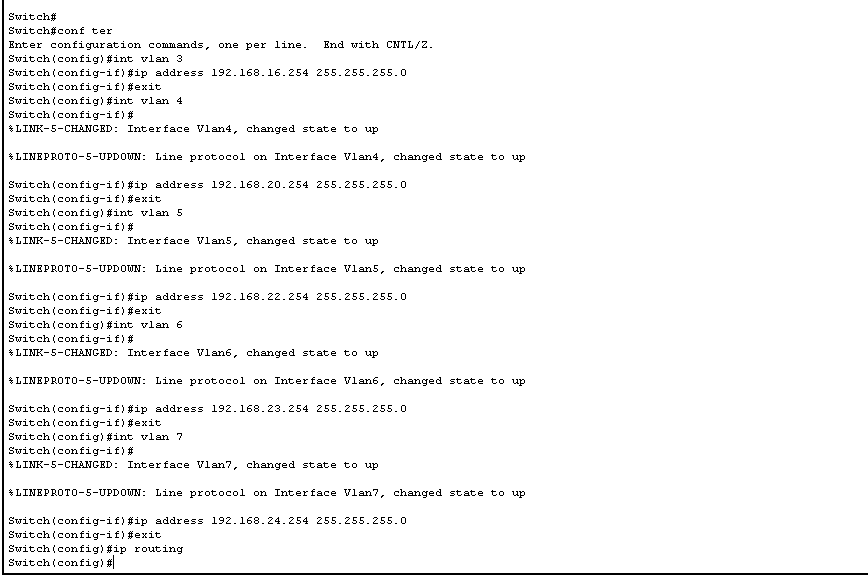 Switch#
Switch#conf ter
Enter configuration commands, one per line.  End with CNTL/Z.
Switch(config)#int vlan 3
Switch(config-if)#ip address 192.168.16.254 255.255.255.0
Switch(config-if)#exit
Switch(config)#int vlan 4
Switch(config-if)#
%LINK-5-CHANGED: Interface Vlan4, changed state to up
%LINEPROTO-5-UPDOWN: Line protocol on Interface Vlan4, changed state to up
Switch(config-if)#ip address 192.168.20.254 255.255.255.0
Switch(config-if)#exit
Switch(config)#int vlan 5
Switch(config-if)#
%LINK-5-CHANGED: Interface Vlan5, changed state to up
%LINEPROTO-5-UPDOWN: Line protocol on Interface Vlan5, changed state to up
Switch(config-if)#ip address 192.168.22.254 255.255.255.0
Switch(config-if)#exit
Switch(config)#int vlan 6
Switch(config-if)#
%LINK-5-CHANGED: Interface Vlan6, changed state to up
%LINEPROTO-5-UPDOWN: Line protocol on Interface Vlan6, changed state to up
Switch(config-if)#ip address 192.168.23.254 255.255.255.0
Switch(config-if)#exit
Switch(config)#int vlan 7
Switch(config-if)#
%LINK-5-CHANGED: Interface Vlan7, changed state to up
%LINEPROTO-5-UPDOWN: Line protocol on Interface Vlan7, changed state to up
Switch(config-if)#ip address 192.168.24.254 255.255.255.0
Switch(config-if)#exit
Switch(config)#ip routing
Switch(config)#